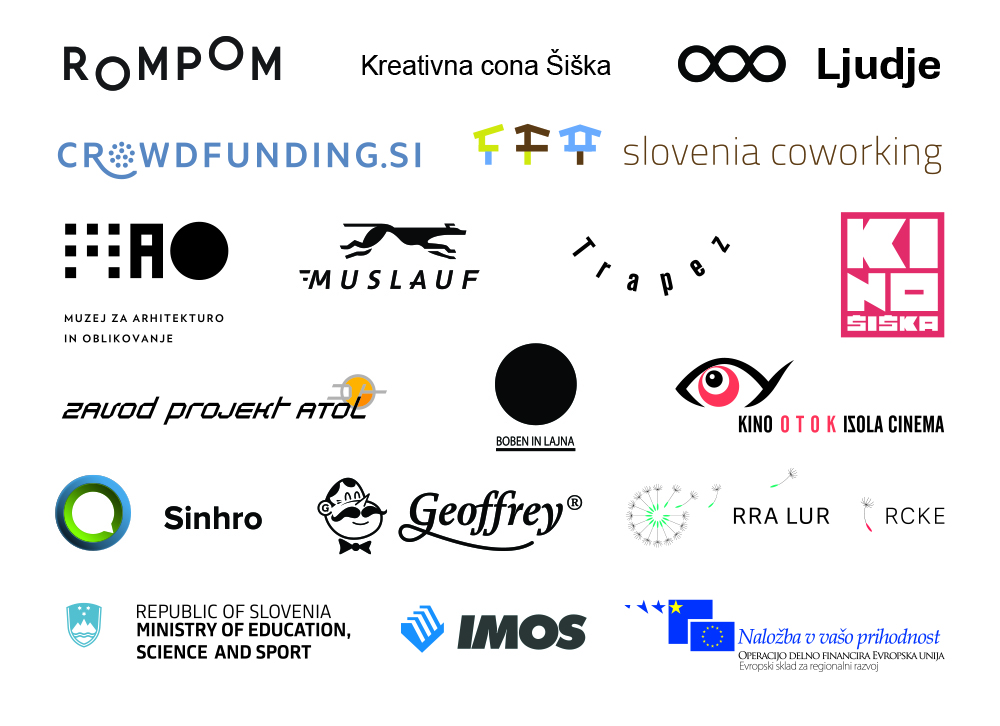 ROMPOM
Kreativna cona Šiška
Ljudje
CROWDFUNDING.SI
slovenia coworking
MAO
MUZEJ ZA ARHITEKTURO
IN OBLIKOVANJE
MUSLAUF
Trapez
KINO
ŠIŠKA
ZAVOD PROJEKT ATOL
BOBEN IN LAJNA
KINO OTOK IZOLA CINEMA
Sinhro
Geoffrey®
RRA LUR
RCKE
REPUBLIC OF SLOVENIA
MINISTRY OF EDUCATION,
SCIENCE AND SPORT
IMOS
Naložba v vašo prihodnost
OPERACIJO DELNO FINANCIRA EVROPSKA UNIJA
Evropski sklad za regionalni razvoj